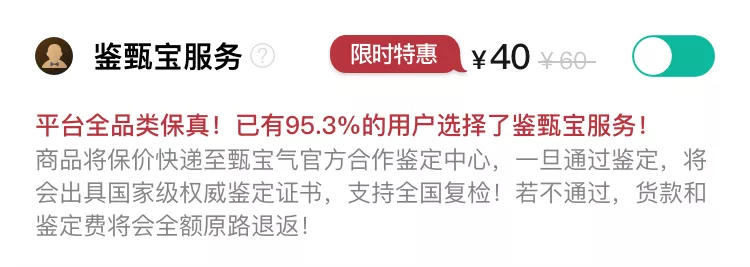 鉴甄宝服务 ? 限时特惠 ¥40 ¥60
平台全品类保真！已有95.3%的用户选择了鉴甄宝服务！
商品将保价快递至甄宝气官方合作鉴定中心，一旦通过鉴定，将
会出具国家级权威鉴定证书，支持全国复检！若不通过，货款和
鉴定费将会全额原路退返！